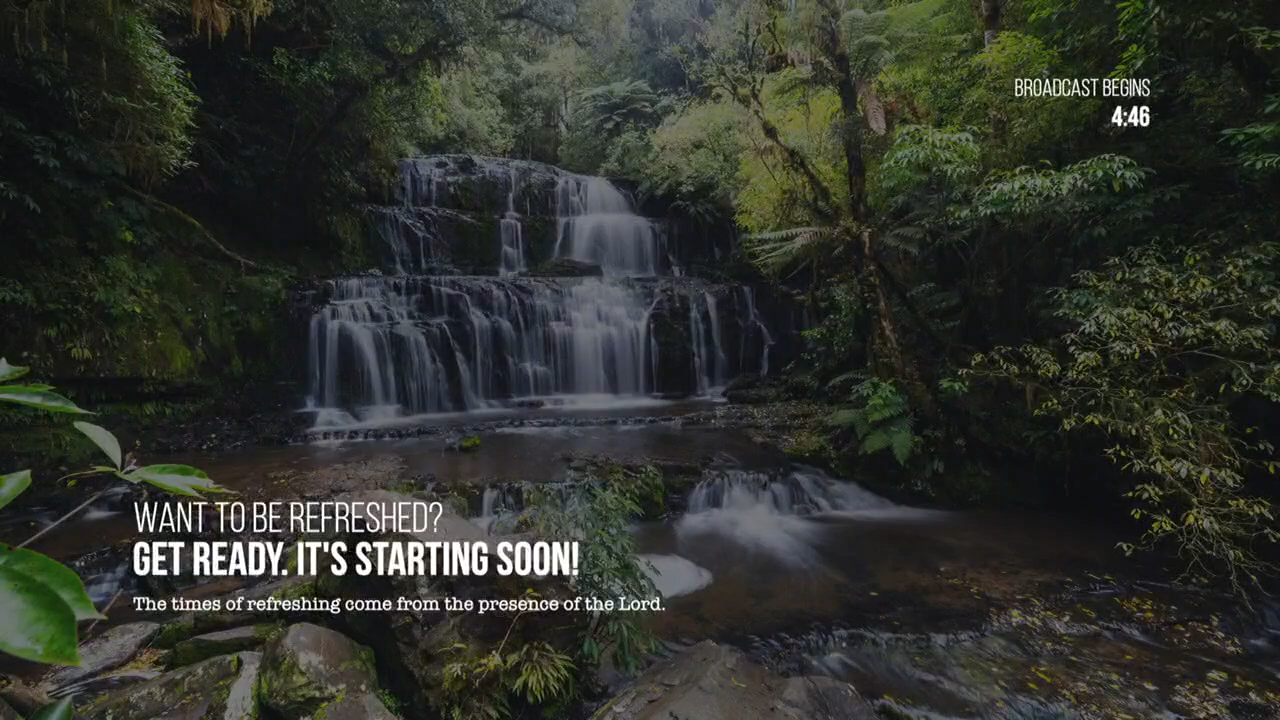 BROADCAST BEGINS
4:46
WANT TO BE REFRESHED?
GET READY. IT'S STARTING SOON!
The times of refreshing come from the presence of the Lord.